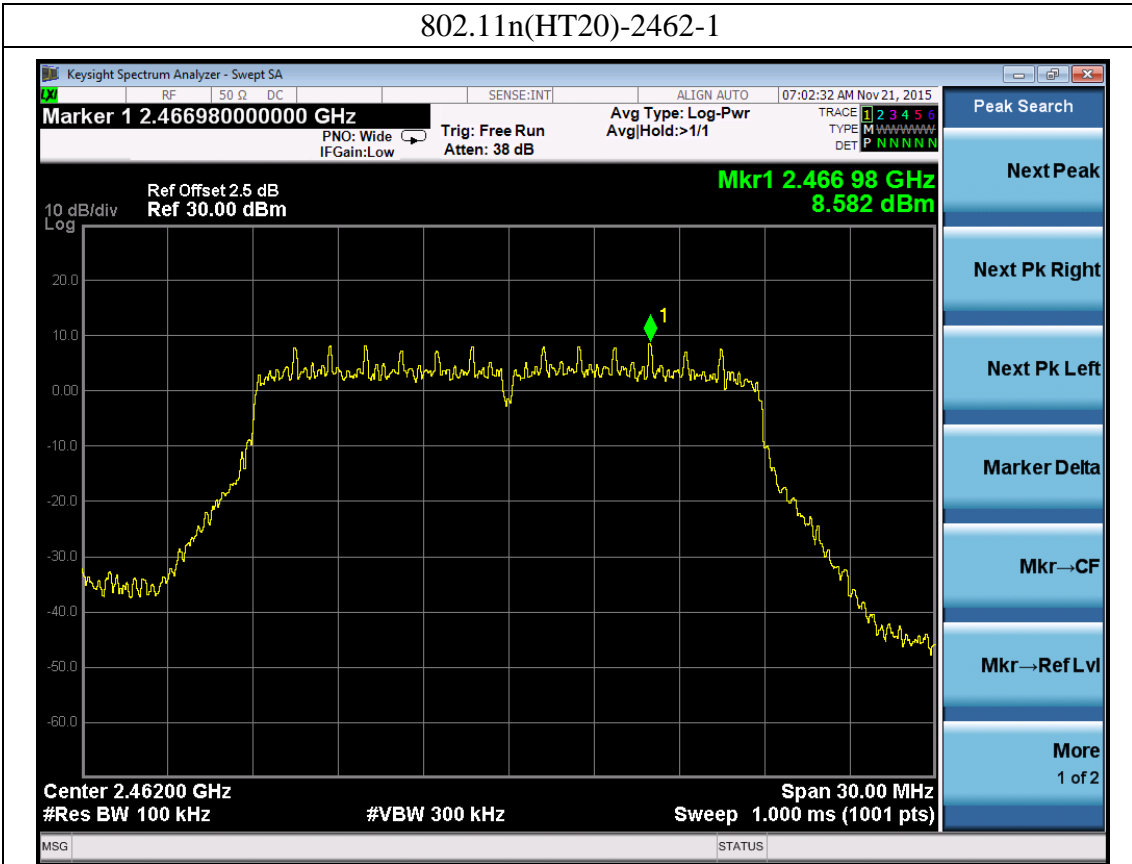 802.11n(HT20)-2462-1
Keysight Spectrum Analyzer - Swept SA
LXI RF 50 Ω DC SENSE:INT ALIGN AUTO 07:02:32 AM Nov 21, 2015
Marker 1 2.466980000000 GHz
PNO: Wide
IFGain:Low
Trig: Free Run
Atten: 38 dB
Avg Type: Log-Pwr
Avg|Hold:>1/1
TRACE 1 2 3 4 5 6
TYPE M WWWWW
DET P N N N N N
Peak Search
Mkr1 2.466 98 GHz
8.582 dBm
Ref Offset 2.5 dB
10 dB/div Ref 30.00 dBm
Log
20.0
10.0
0.00
-10.0
-20.0
-30.0
-40.0
-50.0
-60.0
1
Center 2.46200 GHz
Span 30.00 MHz
#Res BW 100 kHz
#VBW 300 kHz
Sweep 1.000 ms (1001 pts)
MSG
STATUS
Next Peak
Next Pk Right
Next Pk Left
Marker Delta
Mkr→CF
Mkr→Ref Lvl
More
1 of 2